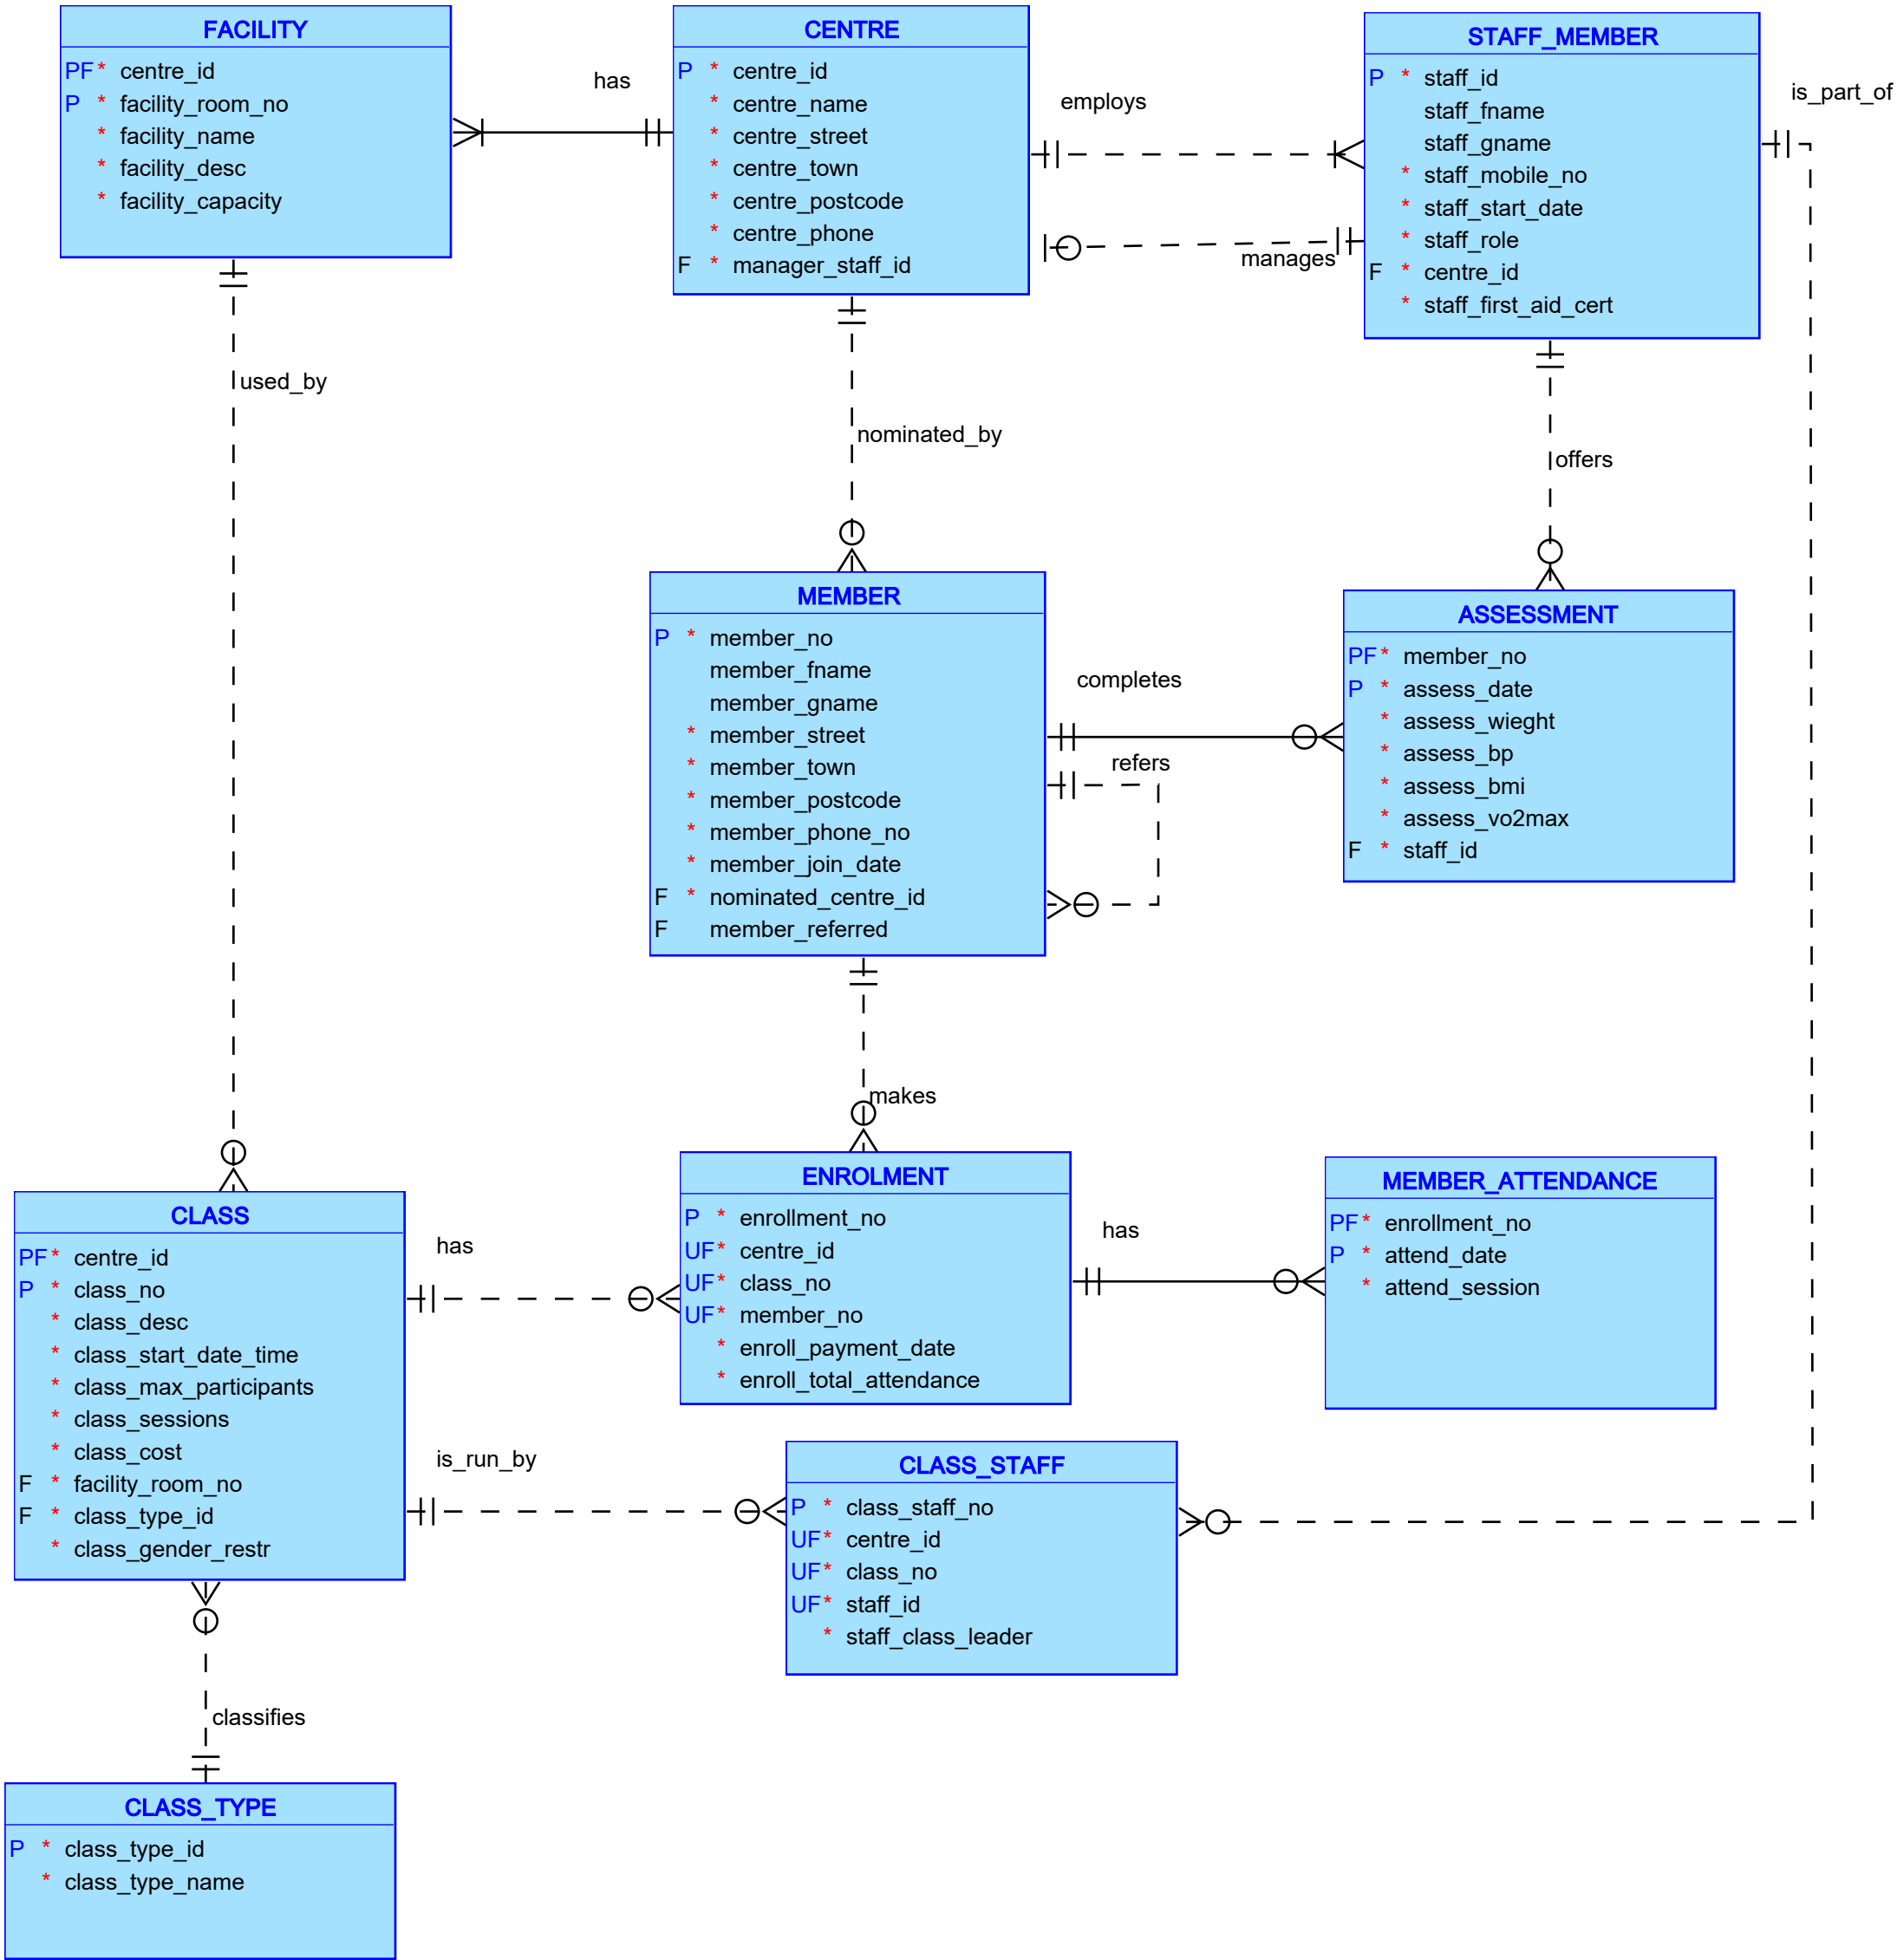 FACILITY
PF * centre_id
P * facility_room_no
* facility_name
* facility_desc
* facility_capacity
has
CENTRE
P * centre_id
* centre_name
* centre_street
* centre_town
* centre_postcode
* centre_phone
F * manager_staff_id
employs
manages
STAFF_MEMBER
P * staff_id
staff_fname
staff_gname
* staff_mobile_no
* staff_start_date
* staff_role
F * centre_id
* staff_first_aid_cert
is_part_of
used_by
nominated_by
offers
MEMBER
P * member_no
member_fname
member_gname
* member_street
* member_town
* member_postcode
* member_phone_no
* member_join_date
F * nominated_centre_id
F member_referred
completes
refers
ASSESSMENT
PF * member_no
P * assess_date
* assess_wieght
* assess_bp
* assess_bmi
* assess_vo2max
F * staff_id
makes
CLASS
PF * centre_id
P * class_no
* class_desc
* class_start_date_time
* class_max_participants
* class_sessions
* class_cost
F * facility_room_no
F * class_type_id
* class_gender_restr
has
ENROLMENT
P * enrollment_no
UF * centre_id
UF * class_no
UF * member_no
* enroll_payment_date
* enroll_total_attendance
has
MEMBER_ATTENDANCE
PF * enrollment_no
P * attend_date
* attend_session
is_run_by
CLASS_STAFF
P * class_staff_no
UF * centre_id
UF * class_no
UF * staff_id
* staff_class_leader
classifies
CLASS_TYPE
P * class_type_id
* class_type_name